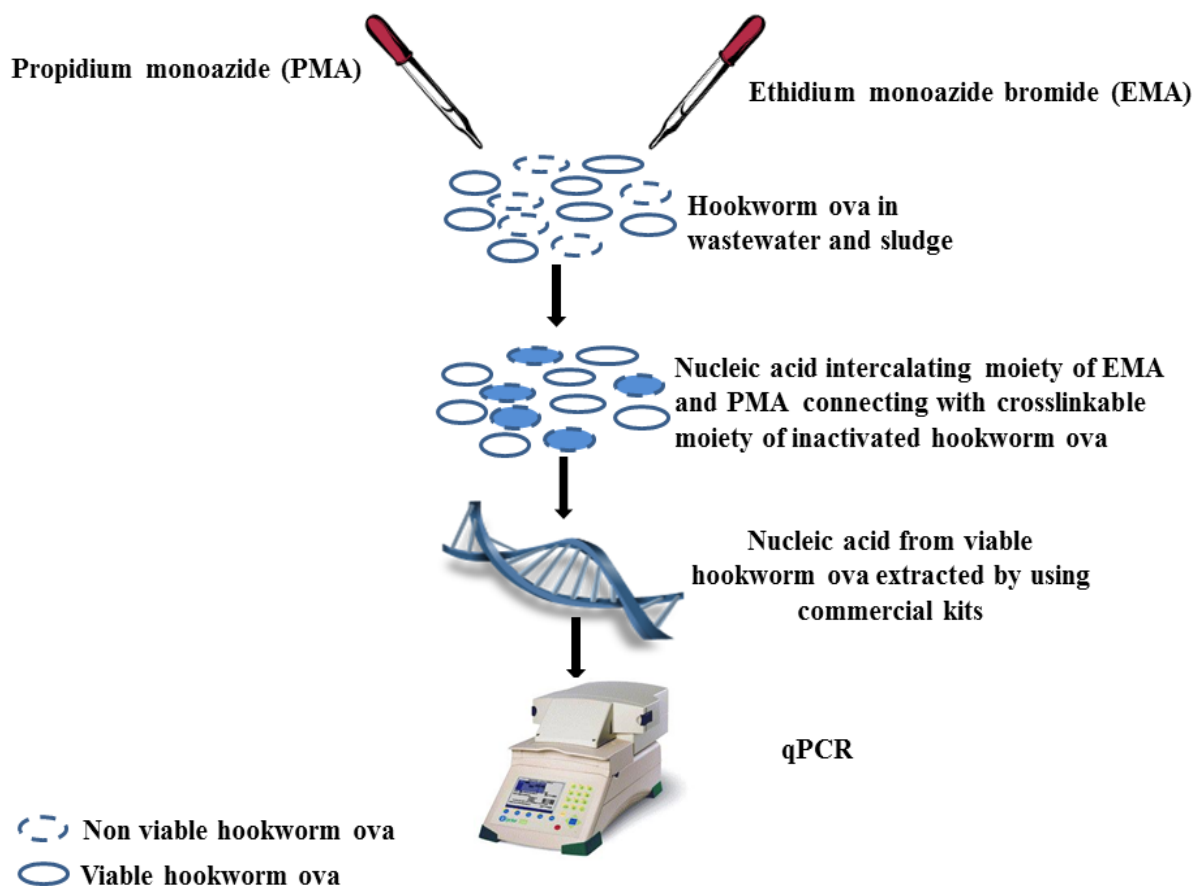 Propidium monoazide (PMA)
Ethidium monoazide bromide (EMA)
Hookworm ova in
wastewater and sludge
Nucleic acid intercalating moiety of EMA
and PMA connecting with crosslinkable
moiety of inactivated hookworm ova
Nucleic acid from viable
hookworm ova extracted by using
commercial kits
qPCR
Non viable hookworm ova
Viable hookworm ova